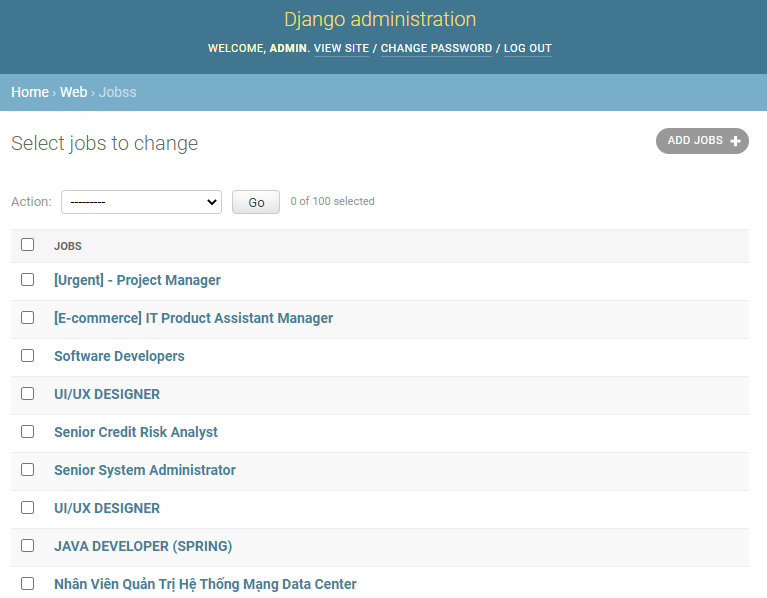 Django administration
WELCOME, ADMIN. VIEW SITE / CHANGE PASSWORD / LOG OUT
Home › Web › Jobss
Select jobs to change
ADD JOBS +
Action: --------- Go 0 of 100 selected
JOBS
[Urgent] - Project Manager
[E-commerce] IT Product Assistant Manager
Software Developers
UI/UX DESIGNER
Senior Credit Risk Analyst
Senior System Administrator
UI/UX DESIGNER
JAVA DEVELOPER (SPRING)
Nhân Viên Quản Trị Hệ Thống Mạng Data Center